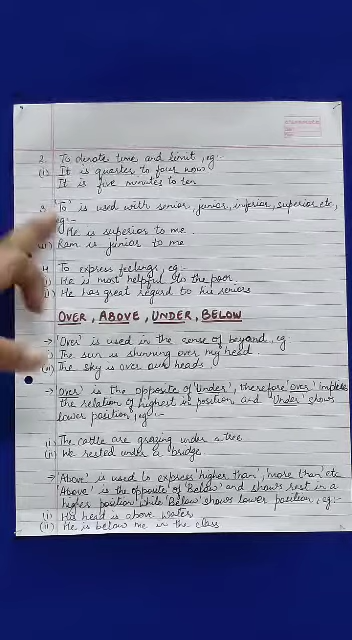 2. To denote time and limit, eg:-
(i) It is quarter to four now
It is five minutes to ten
3. 'To' is used with senior, junior, inferior, superior etc,
eg:-
He is superior to me
(ii) Ram is junior to me
4. To express feelings, eg:-
(i) He is most helpful to the poor
(ii) He has great regard to his seniors
OVER, ABOVE, UNDER, BELOW
→ 'Over' is used in the sense of beyond, eg
(i) The sun is shinning over my head.
(ii) The sky is over our heads
→ 'Over' is the opposite of 'Under', therefore 'over' implies
the relation of highest in position and 'Under' shows
lower position, eg:-
(i) The cattle are grazing under a tree
(ii) We rested under a bridge
→ 'Above' is used to express 'higher than', more than etc
'Above' is the opposite of 'Below' and shows rest in a
higher position while 'Below' shows lower position, eg:-
(i) His head is above water
(ii) He is below me in the class